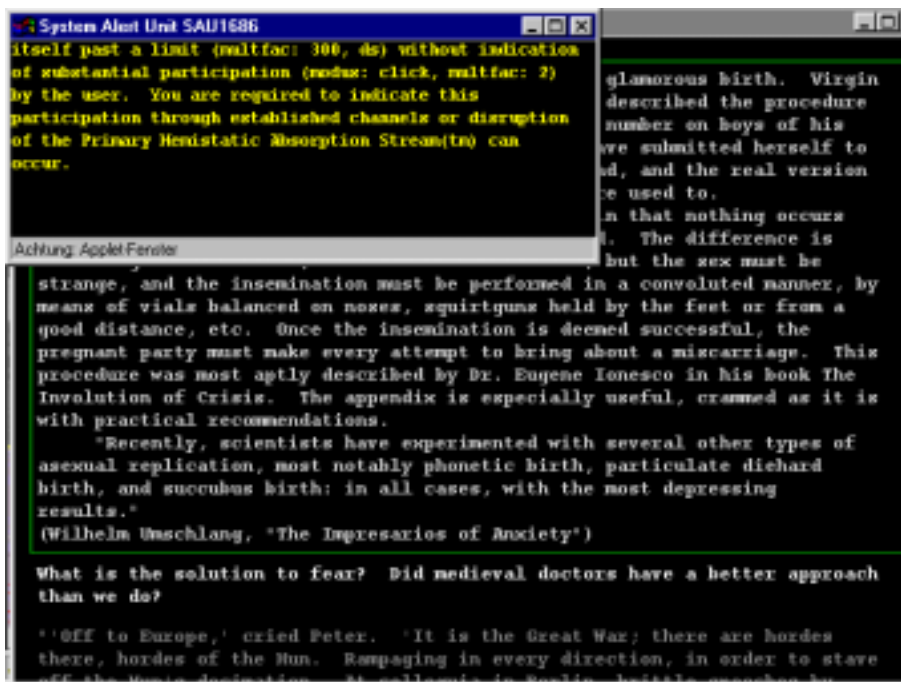 System Alert Unit SAU1686
itself past a limit (multfac: 300, ds) without indication
of substantial participation (modus: click, multfac: 2)
by the user. You are required to indicate this
participation through established channels or disruption
of the Primary Hemistatic Absorption Stream(tm) can
occur.
Achtung: Applet-Fenster
glamorous birth. Virgin
described the procedure
number on boys of his
ve submitted herself to
d, and the real version
e used to.
n that nothing occurs
. The difference is
but the sex must be
strange, and the insemination must be performed in a convoluted manner, by
means of vials balanced on noses, squirtguns held by the feet or from a
good distance, etc. Once the insemination is deemed successful, the
pregnant party must make every attempt to bring about a miscarriage. This
procedure was most aptly described by Dr. Eugene Ionesco in his book The
Involution of Crisis. The appendix is especially useful, crammed as it is
with practical recommendations.
"Recently, scientists have experimented with several other types of
asexual replication, most notably phonetic birth, particulate diehard
birth, and succubus birth: in all cases, with the most depressing
results."
(Wilhelm Umschlang, "The Impresarios of Anxiety")
What is the solution to fear? Did medieval doctors have a better approach
than we do?
"'Off to Europe,' cried Peter. 'It is the Great War; there are hordes
there, hordes of the Hun. Rampaging in every direction, in order to stave
off the Hun's decimation. At colloquia in Berlin, brittle